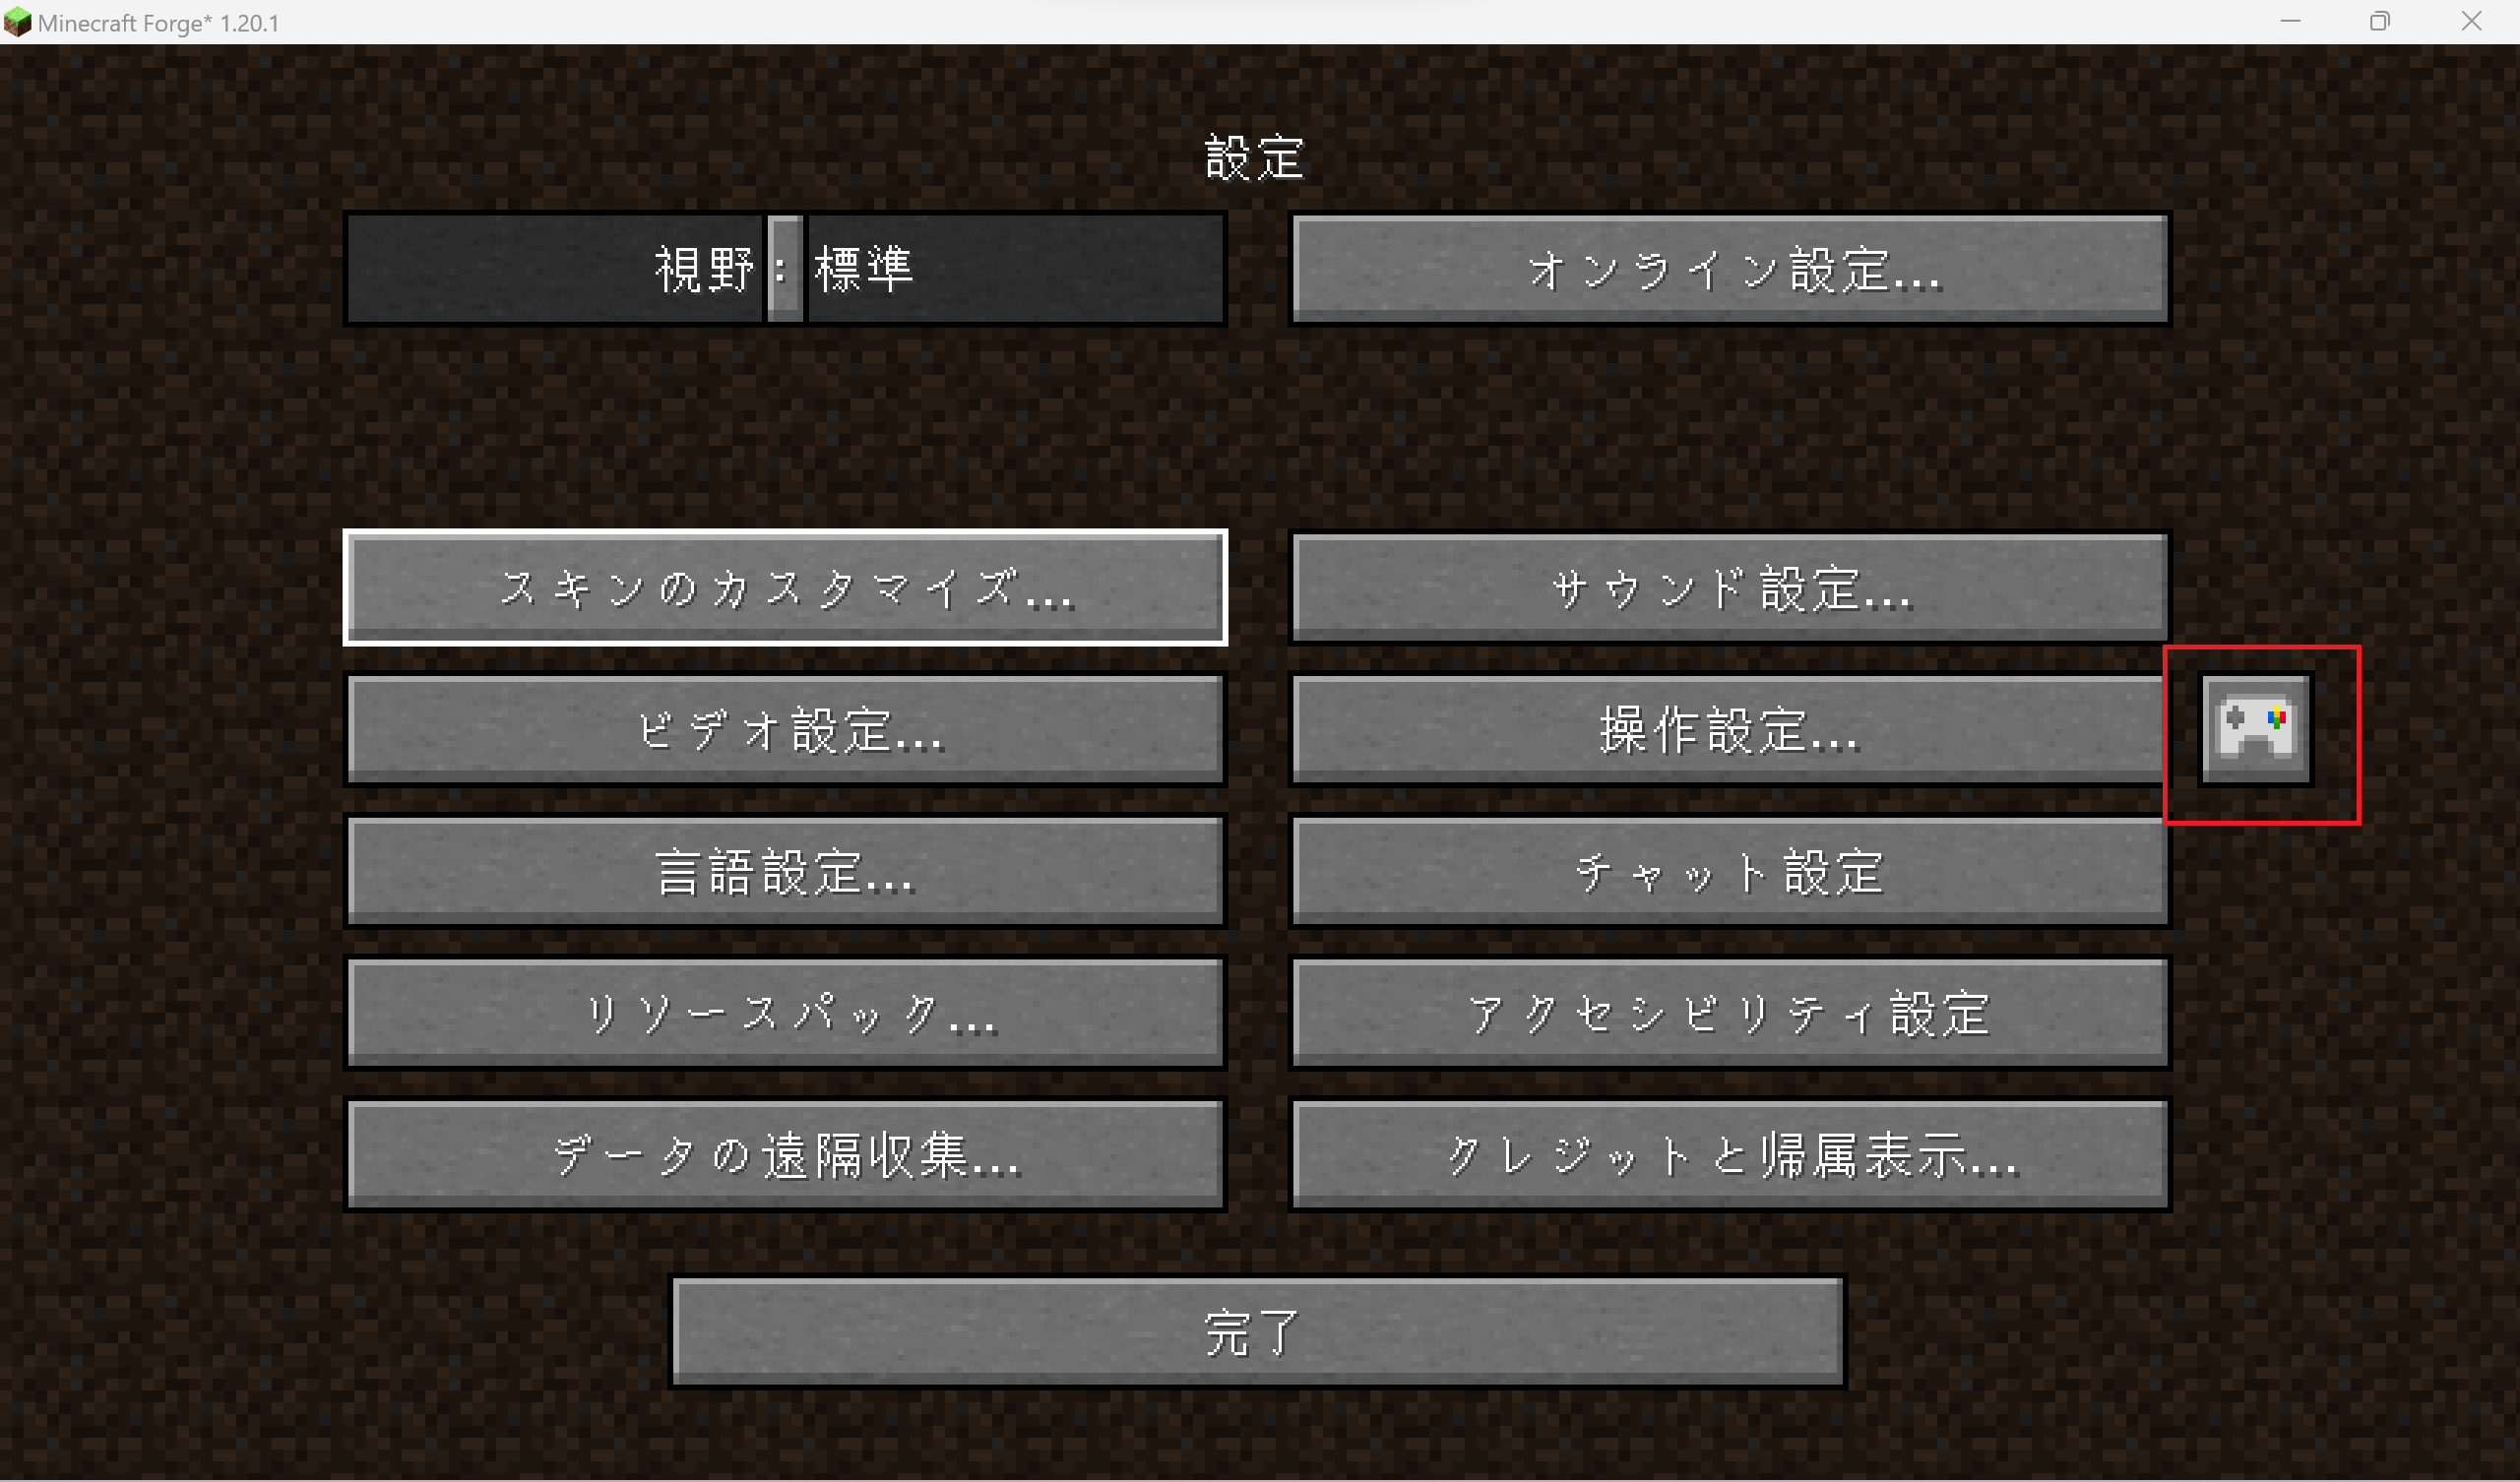 Minecraft Forge* 1.20.1
設定
視野: 標準
オンライン設定...
スキンのカスタマイズ...
サウンド設定...
ビデオ設定...
操作設定...
言語設定...
チャット設定
リソースパック...
アクセシビリティ設定
データの遠隔収集...
クレジットと帰属表示...
完了